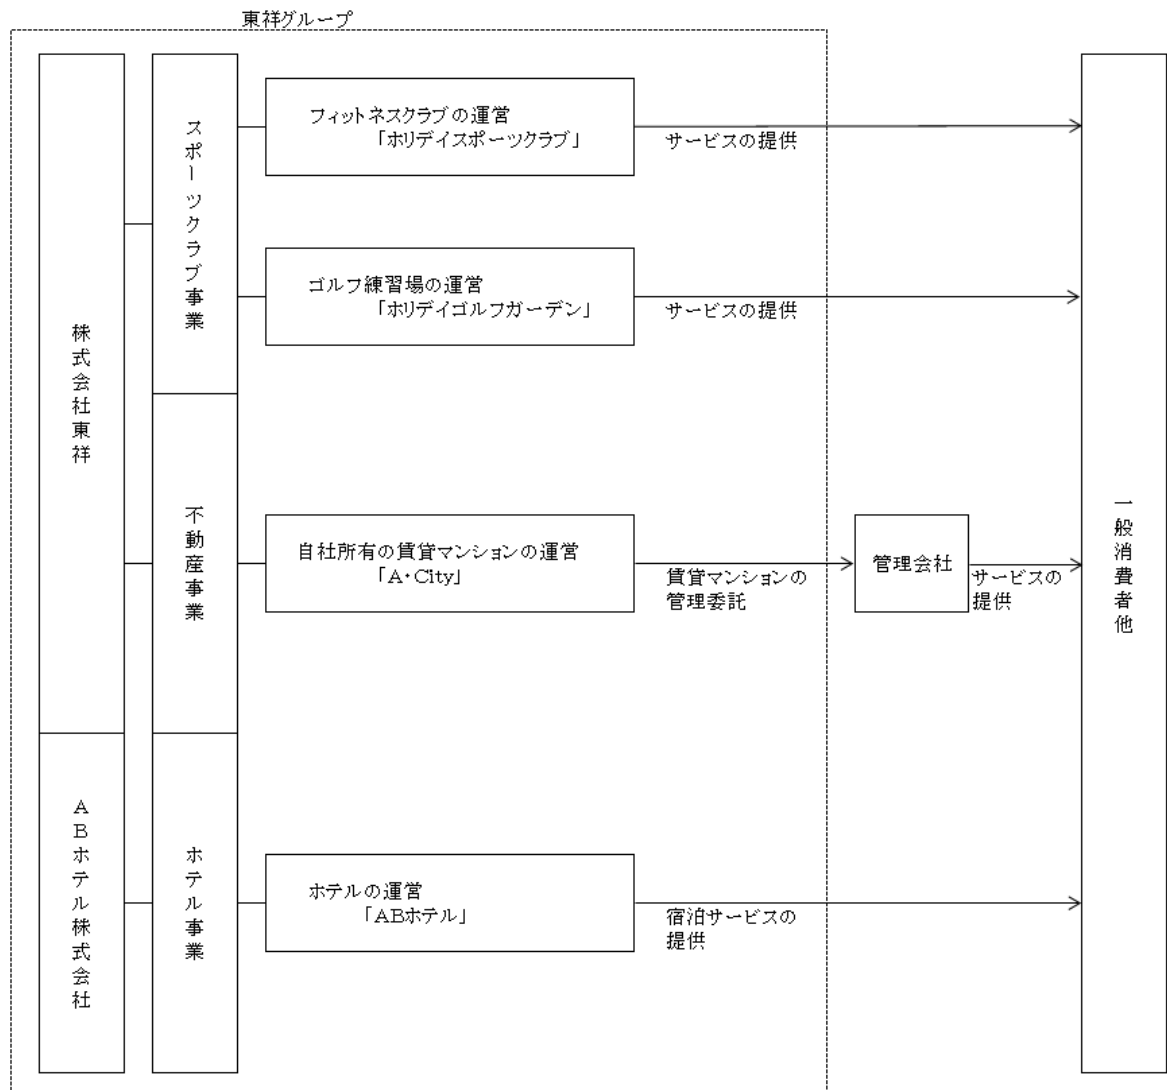 東祥グループ
株式会社東祥
スポーツクラブ事業
フィットネスクラブの運営
「ホリデイスポーツクラブ」
サービスの提供
ゴルフ練習場の運営
「ホリデイゴルフガーデン」
サービスの提供
不動産事業
自社所有の賃貸マンションの運営
「A・City」
賃貸マンションの
管理委託
管理会社
サービスの
提供
一般消費者他
ABホテル株式会社
ホテル事業
ホテルの運営
「ABホテル」
宿泊サービスの
提供